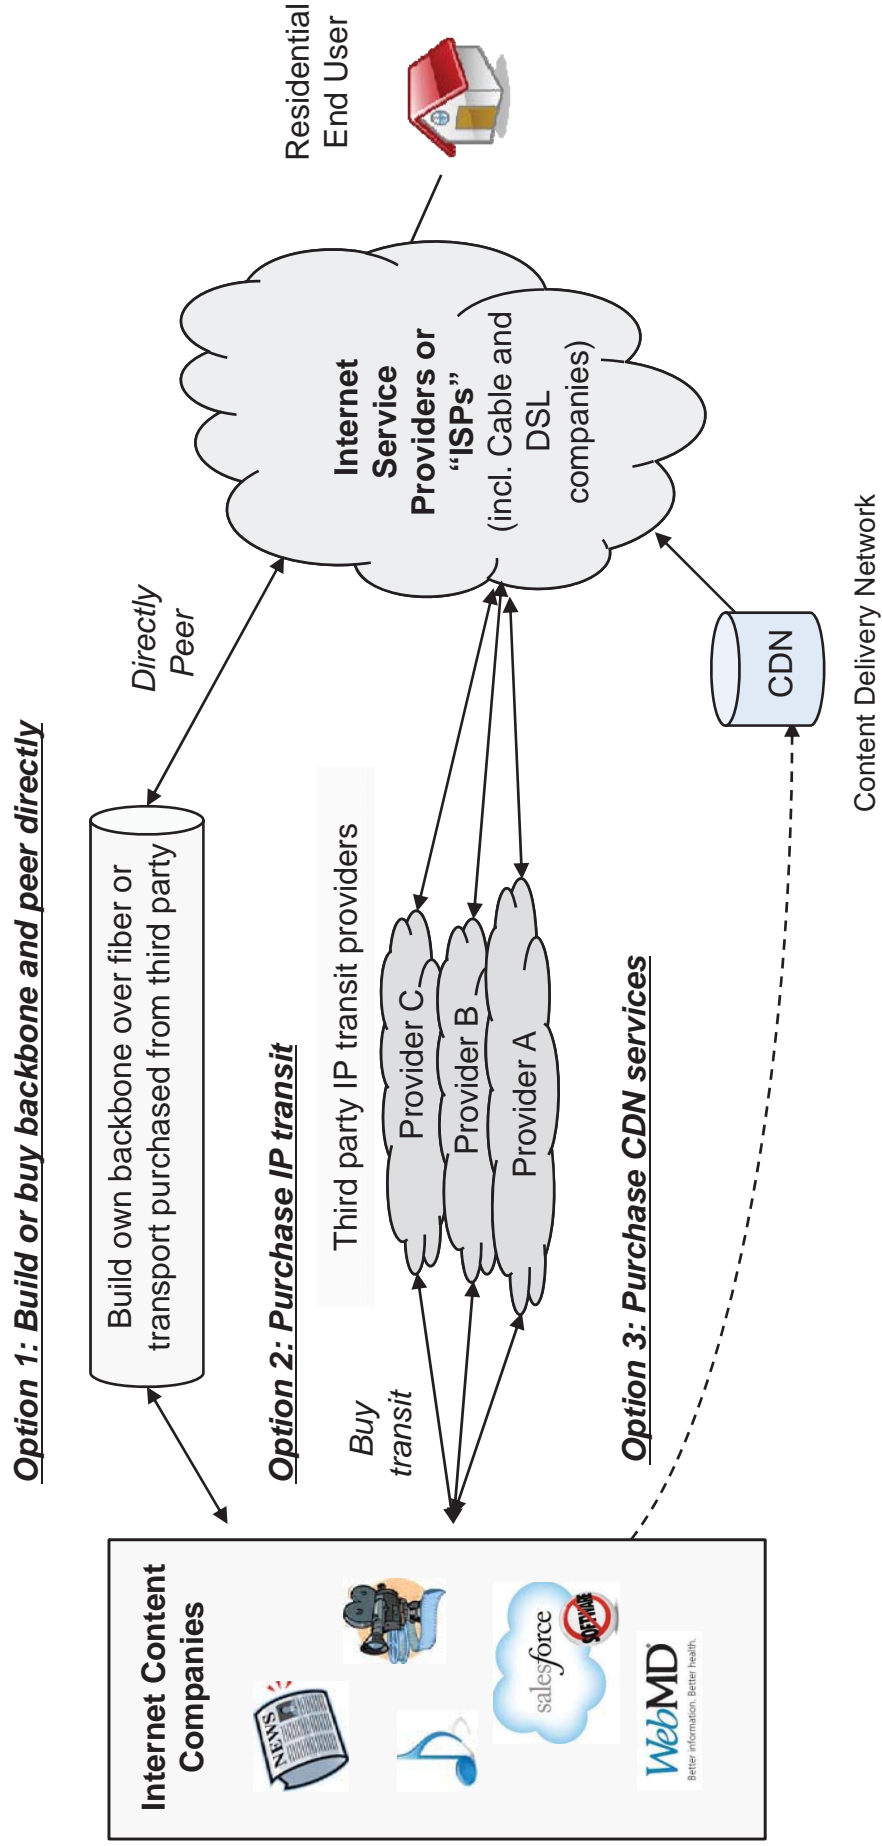 Option 1: Build or buy backbone and peer directly
Build own backbone over fiber or
transport purchased from third party
Directly
Peer
Residential
End User
Internet Content
Companies
NEWS
salesforce
SOFTWARE
WebMD
Better information. Better health.
Option 2: Purchase IP transit
Buy
transit
Third party IP transit providers
Provider C
Provider B
Provider A
Internet
Service
Providers or
“ISPs”
(incl. Cable and
DSL
companies)
Option 3: Purchase CDN services
CDN
Content Delivery Network